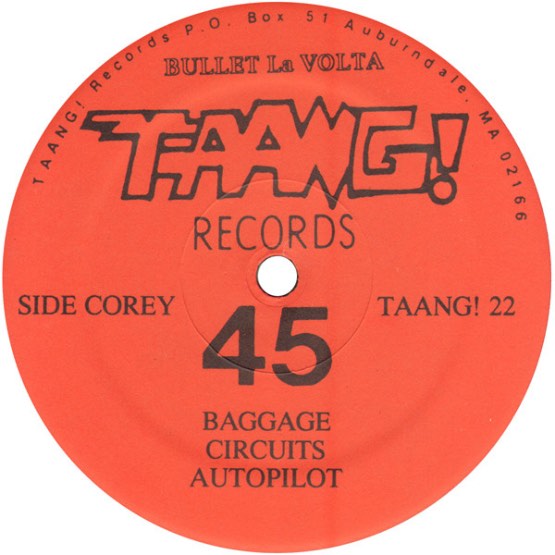 TAANG! Records P.O. Box 51 Auburndale, MA 02166
BULLET La VOLTA
TAANG!
RECORDS
SIDE COREY
TAANG! 22
45
BAGGAGE
CIRCUITS
AUTOPILOT